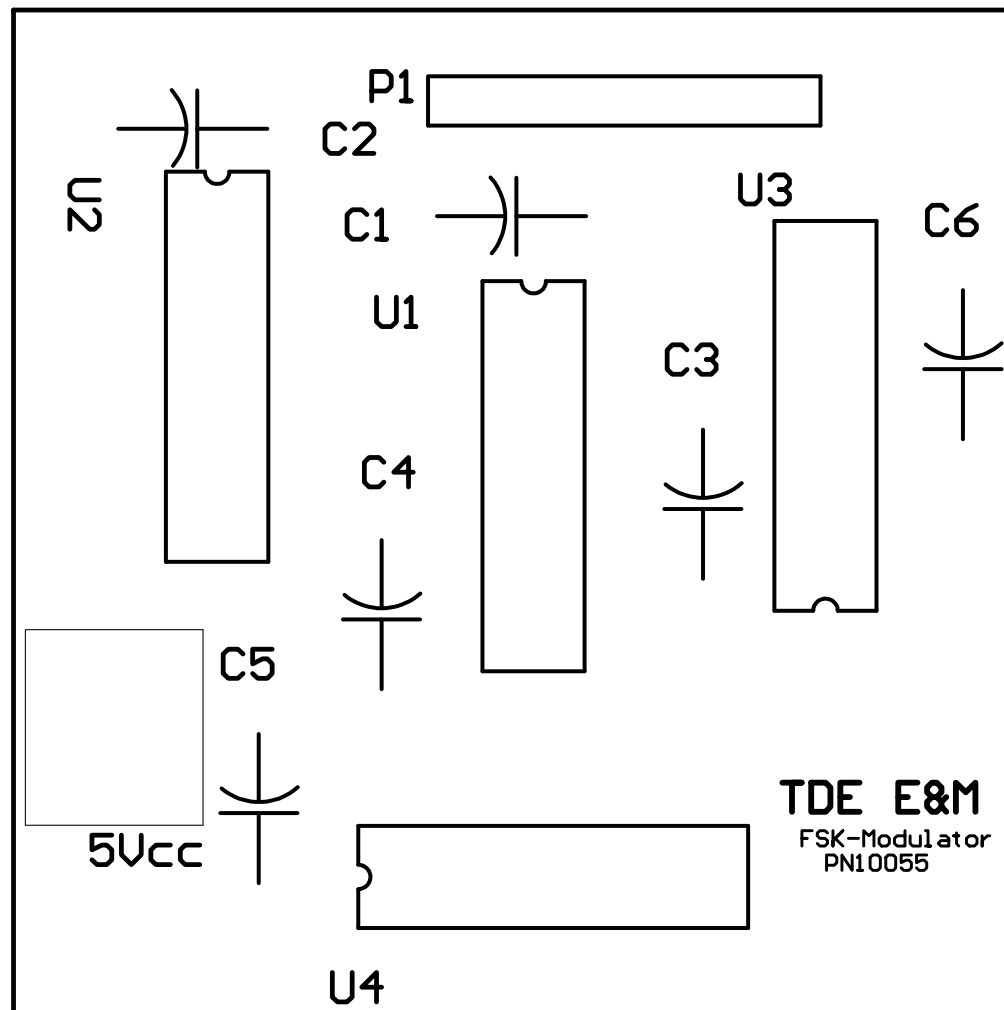 P1
C2
U2
U3
C1
C6
U1
C3
C4
C5
TDE E&M
FSK-Modulator
PN10055
5Vcc
U4